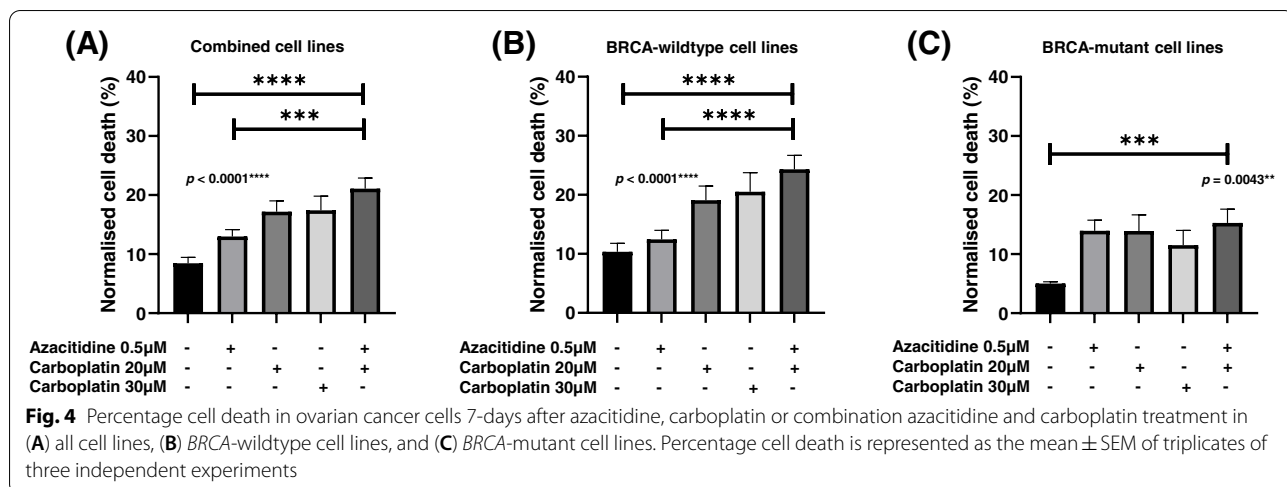 (A)
Combined cell lines
Normalised cell death (%)
40
30
20
10
0
****
***
p < 0.0001****
Azacitidine 0.5µM - + - - +
Carboplatin 20µM - - + - +
Carboplatin 30µM - - - + -
(B)
BRCA-wildtype cell lines
Normalised cell death (%)
40
30
20
10
0
****
****
p < 0.0001****
Azacitidine 0.5µM - + - - +
Carboplatin 20µM - - + - +
Carboplatin 30µM - - - + -
(C)
BRCA-mutant cell lines
Normalised cell death (%)
40
30
20
10
0
***
p = 0.0043**
Azacitidine 0.5µM - + - - +
Carboplatin 20µM - - + - +
Carboplatin 30µM - - - + -
Fig. 4 Percentage cell death in ovarian cancer cells 7-days after azacitidine, carboplatin or combination azacitidine and carboplatin treatment in
(A) all cell lines, (B) BRCA-wildtype cell lines, and (C) BRCA-mutant cell lines. Percentage cell death is represented as the mean ± SEM of triplicates of
three independent experiments